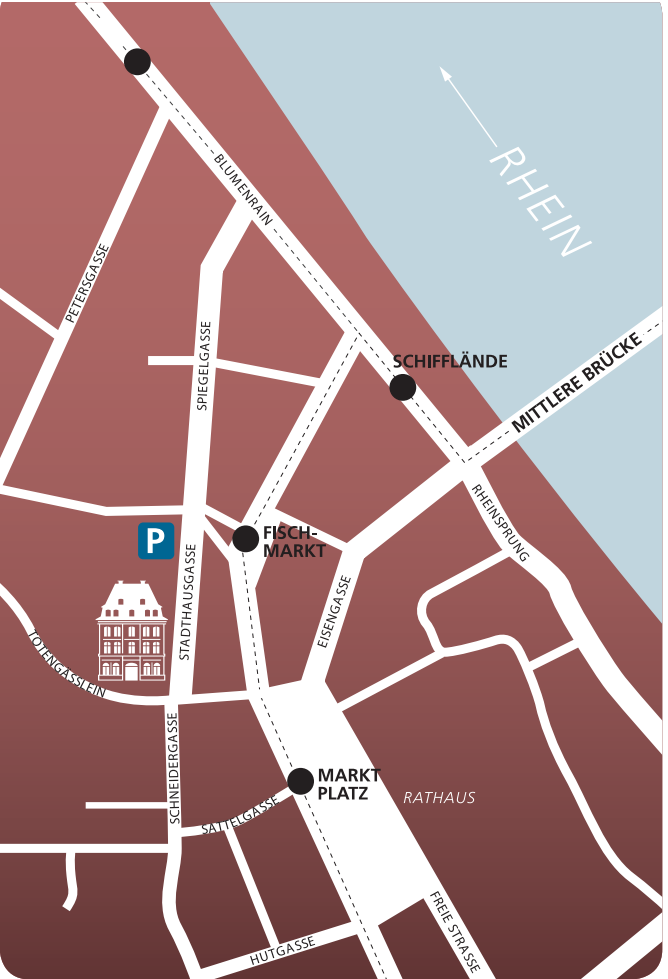 BLUMENRAIN
RHEIN
PETERSGASSE
SPIEGELGASSE
SCHIFFLÄNDE
MITTLERE BRÜCKE
RHEINSPRUNG
P
FISCH-
MARKT
STADTHAUSGASSE
EISENGASSE
TOTENGÄSSLEIN
SCHNEIDERGASSE
MARKT
PLATZ
RATHAUS
SATTELGASSE
FREIE STRASSE
HUTGASSE